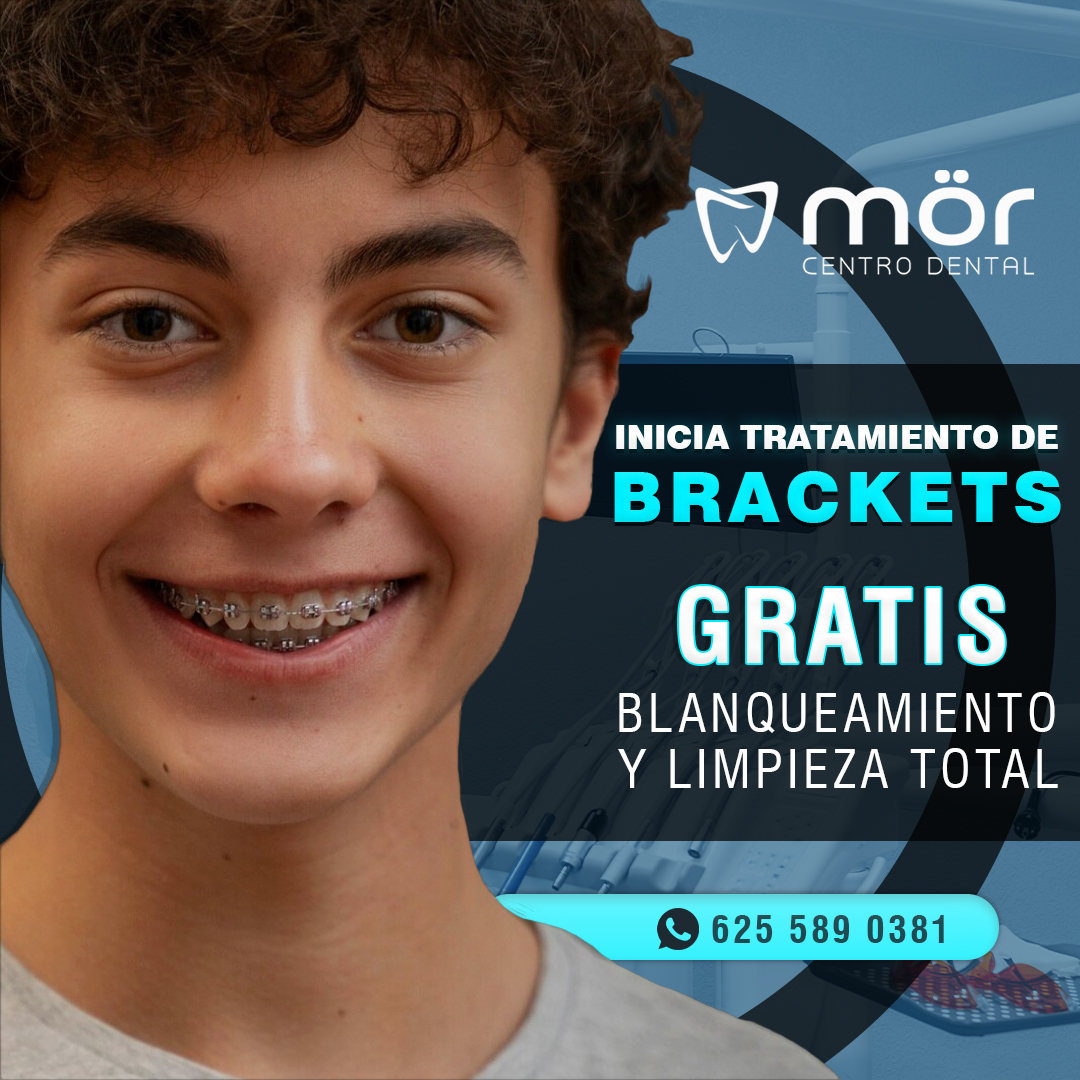 mör
CENTRO DENTAL
INICIA TRATAMIENTO DE
BRACKETS
GRATIS
BLANQUEAMIENTO
Y LIMPIEZA TOTAL
625 589 0381